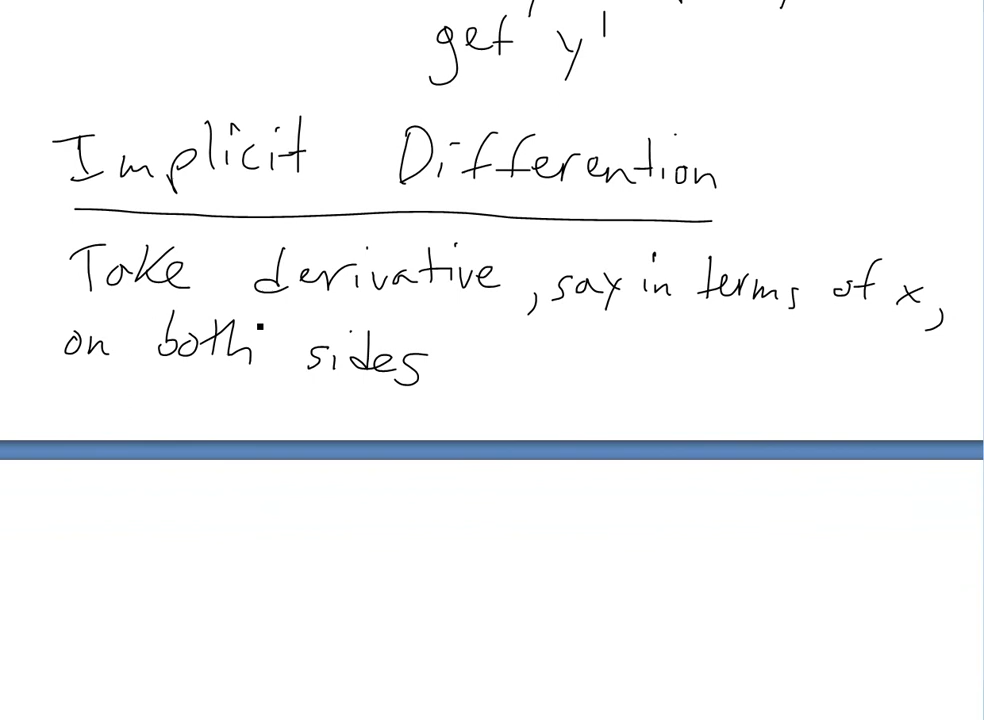 get y'
Implicit Differention
Take derivative, say in terms of x,
on both sides